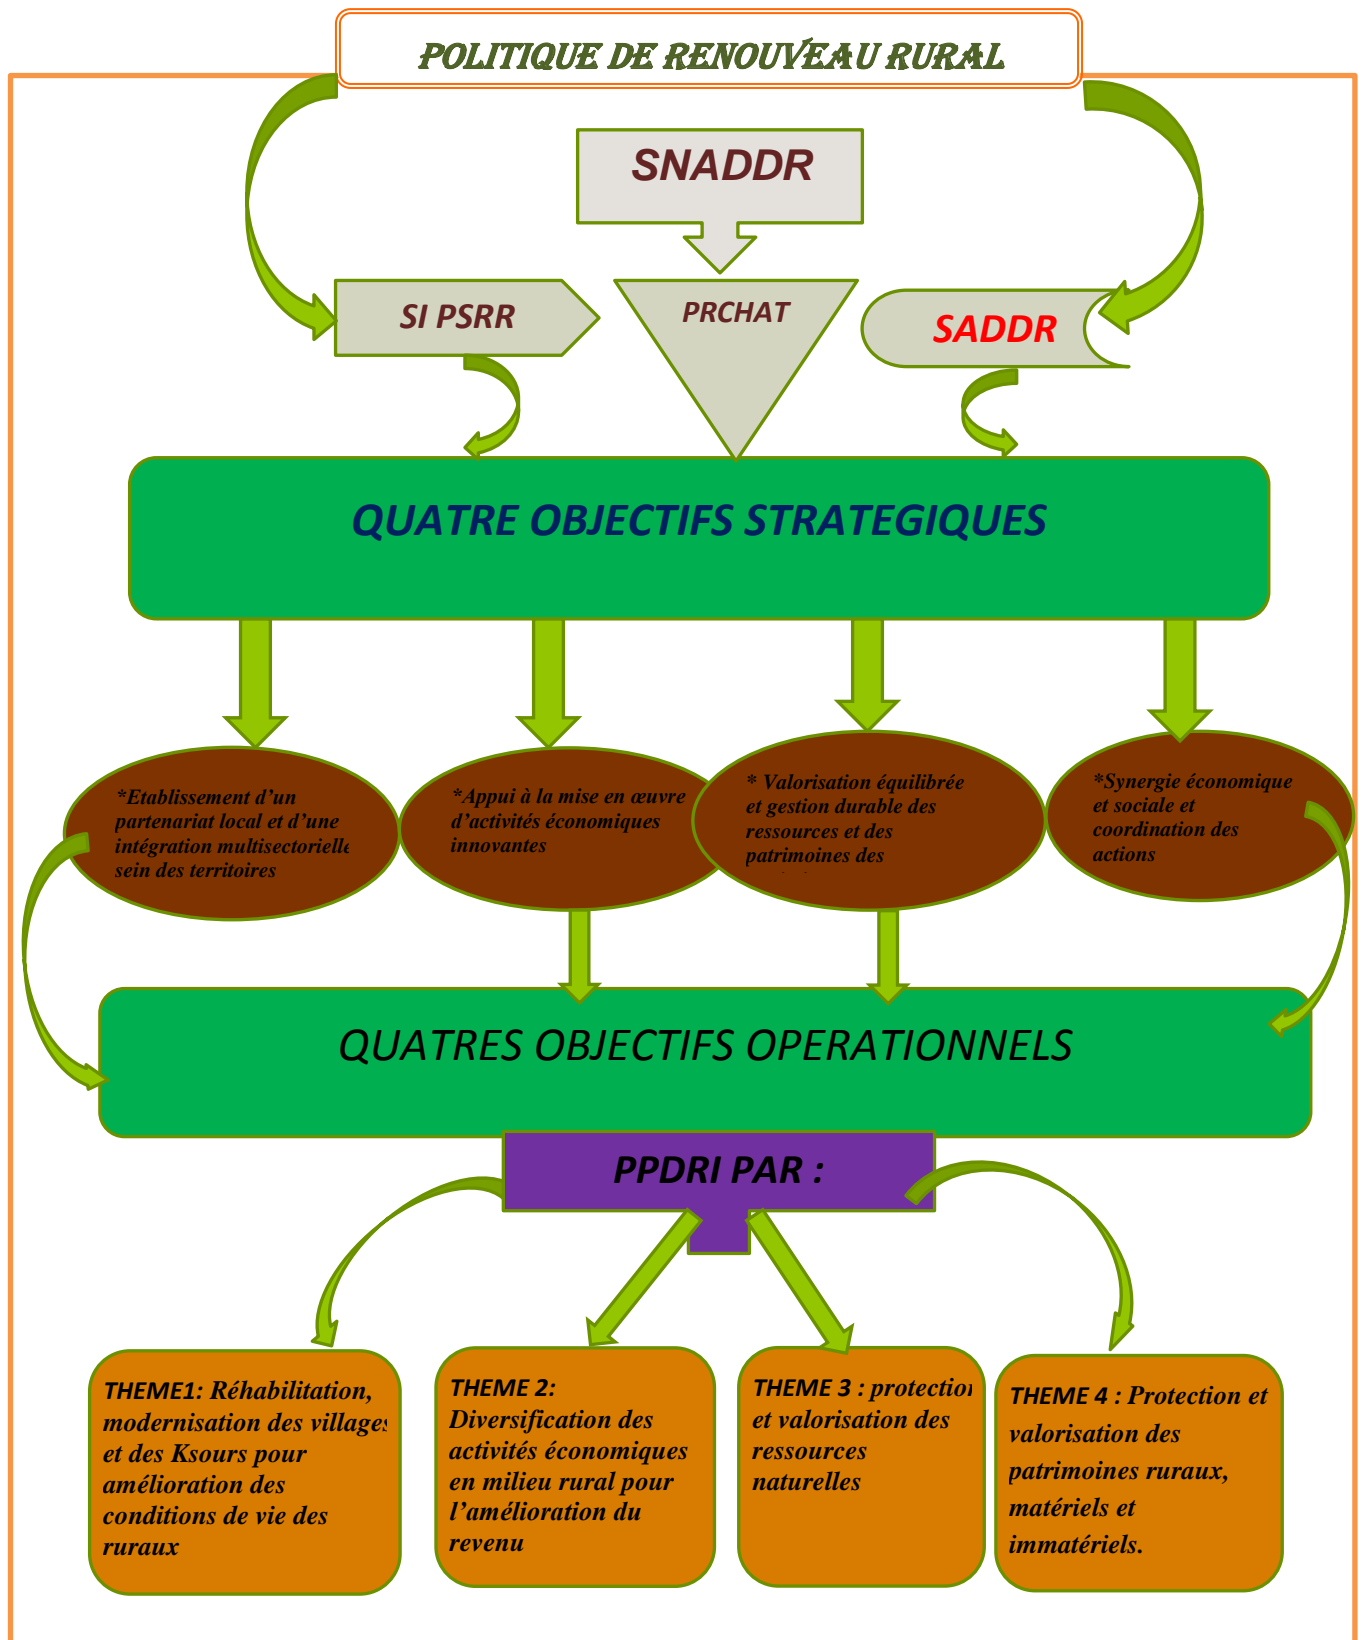 POLITIQUE DE RENOUVEAU RURAL
SNADDR
SI PSRR
PRCHAT
SADDR
QUATRE OBJECTIFS STRATEGIQUES
*Etablissement d’un
partenariat local et d’une
intégration multisectorielle
sein des territoires
*Appui à la mise en œuvre
d’activités économiques
innovantes
* Valorisation équilibrée
et gestion durable des
ressources et des
patrimoines des
*Synergie économique
et sociale et
coordination des
actions
QUATRES OBJECTIFS OPERATIONNELS
PPDRI PAR :
THEME1: Réhabilitation,
modernisation des villages
et des Ksours pour
amélioration des
conditions de vie des
ruraux
THEME 2:
Diversification des
activités économiques
en milieu rural pour
l’amélioration du
revenu
THEME 3 : protection
et valorisation des
ressources
naturelles
THEME 4 : Protection et
valorisation des
patrimoines ruraux,
matériels et
immatériels.